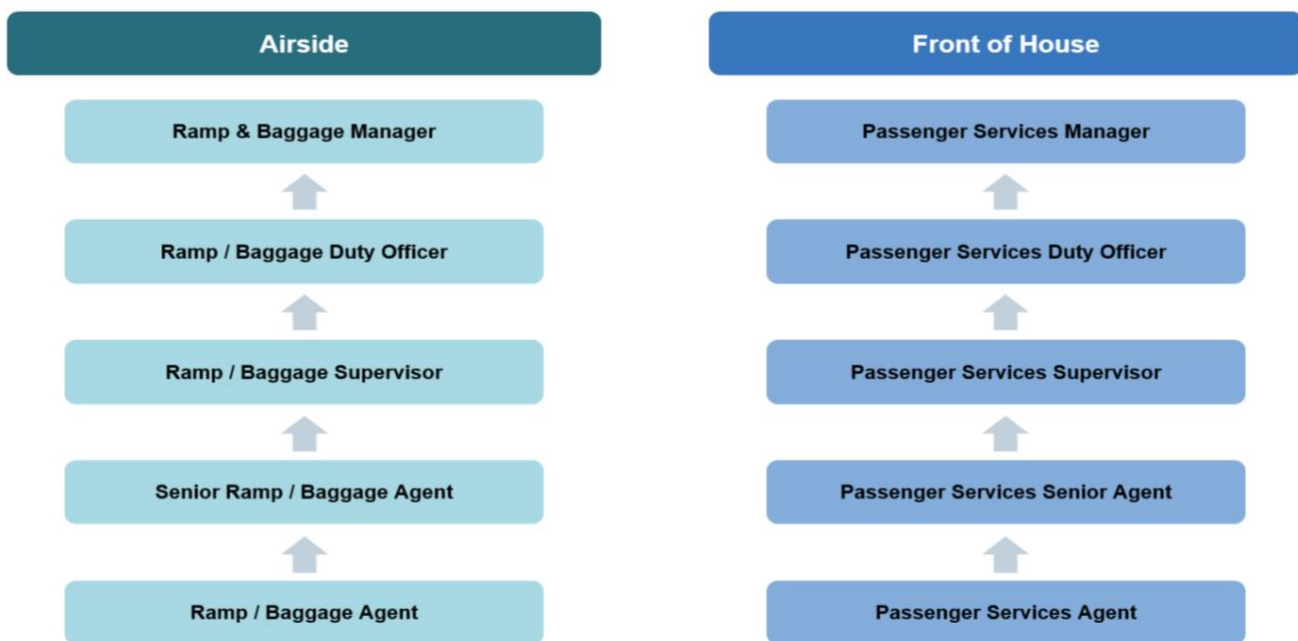 Airside
Ramp & Baggage Manager
Ramp / Baggage Duty Officer
Ramp / Baggage Supervisor
Senior Ramp / Baggage Agent
Ramp / Baggage Agent
Front of House
Passenger Services Manager
Passenger Services Duty Officer
Passenger Services Supervisor
Passenger Services Senior Agent
Passenger Services Agent